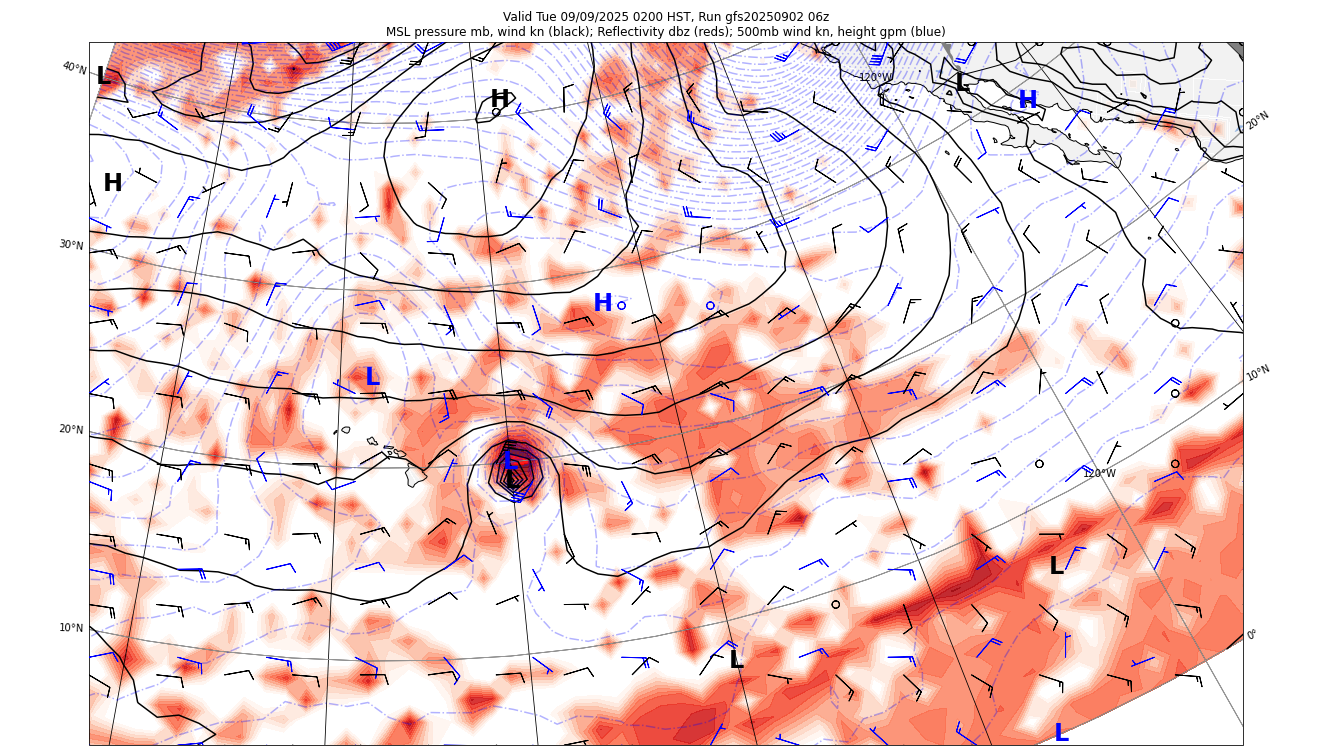 Valid Tue 09/09/2025 0200 HST, Run gfs20250902 06z
MSL pressure mb, wind kn (black); Reflectivity dbz (reds); 500mb wind kn, height gpm (blue)
40°N
L
H
120°W
L
H
20°N
H
30°N
H
L
10°N
20°N
L
L
120°W
L
10°N
0°
L
L